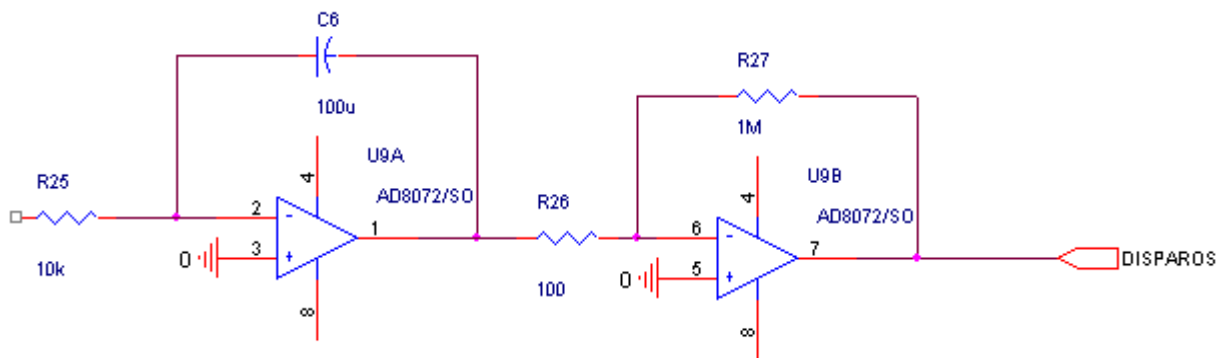 C6
100u
R27
1M
U9A
AD8072/SO
U9B
AD8072/SO
R25
10k
R26
100
4
2
-
3
+
1
8
0
4
6
-
5
+
7
8
0
DISPAROS